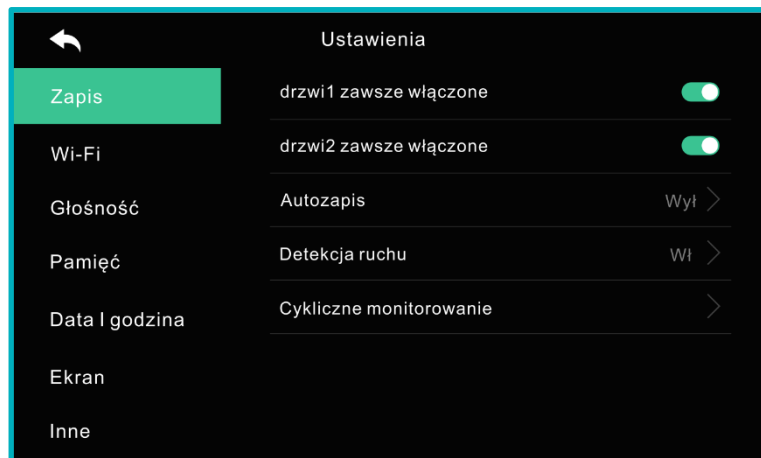 Ustawienia
Zapis
drzwi1 zawsze włączone
Wi-Fi
drzwi2 zawsze włączone
Głośność
Autozapis Wył
Pamięć
Detekcja ruchu Wł
Data I godzina
Cykliczne monitorowanie
Ekran
Inne